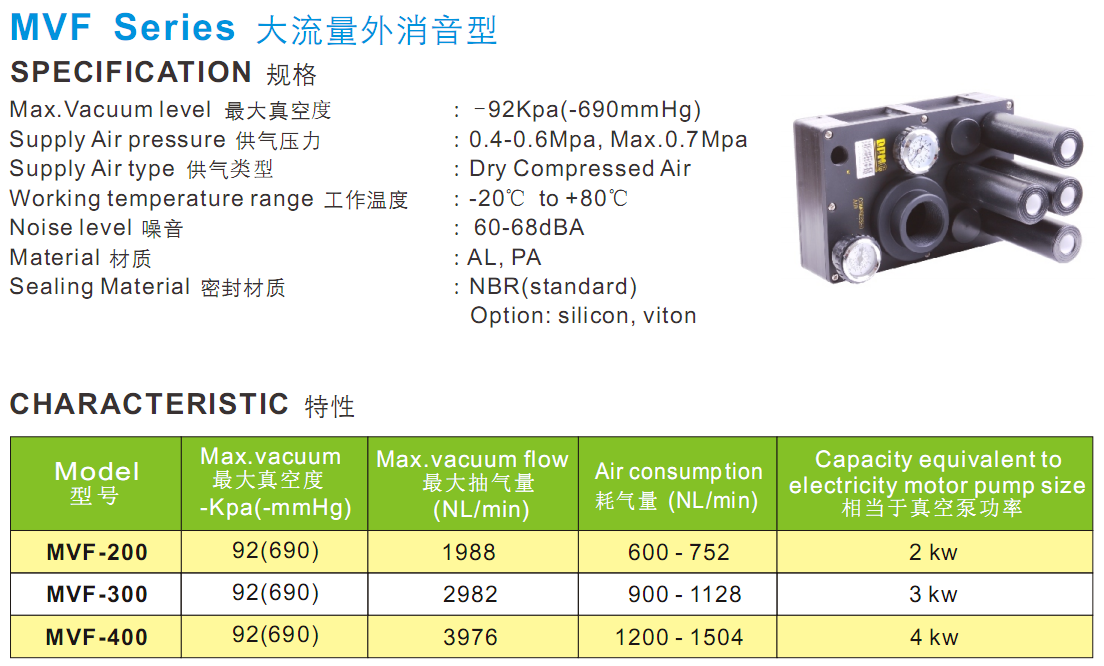 MVF Series 大流量外消音型
SPECIFICATION 规格
Max.Vacuum level 最大真空度 : -92Kpa(-690mmHg)
Supply Air pressure 供气压力 : 0.4-0.6Mpa, Max.0.7Mpa
Supply Air type 供气类型 : Dry Compressed Air
Working temperature range 工作温度 : -20℃ to +80℃
Noise level 噪音 : 60-68dBA
Material 材质 : AL, PA
Sealing Material 密封材质 : NBR(standard)
Option: silicon, viton
CHARACTERISTIC 特性
Model
型号
Max.vacuum
最大真空度
-Kpa(-mmHg)
Max.vacuum flow
最大抽气量
(NL/min)
Air consumption
耗气量 (NL/min)
Capacity equivalent to
electricity motor pump size
相当于真空泵功率
MVF-200 92(690) 1988 600 - 752 2 kw
MVF-300 92(690) 2982 900 - 1128 3 kw
MVF-400 92(690) 3976 1200 - 1504 4 kw